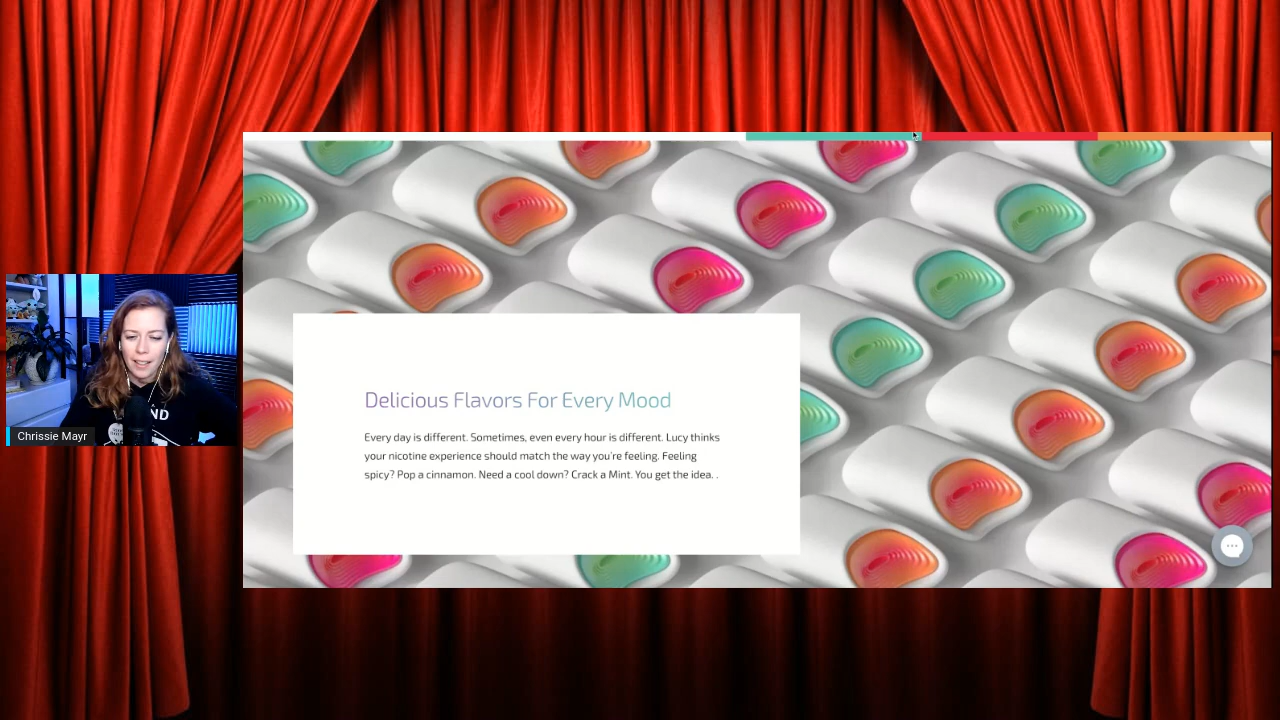 Delicious Flavors For Every Mood
Every day is different. Sometimes, even every hour is different. Lucy thinks
your nicotine experience should match the way you're feeling. Feeling
spicy? Pop a cinnamon. Need a cool down? Crack a Mint. You get the idea. .
ND
Chrissie Mayr